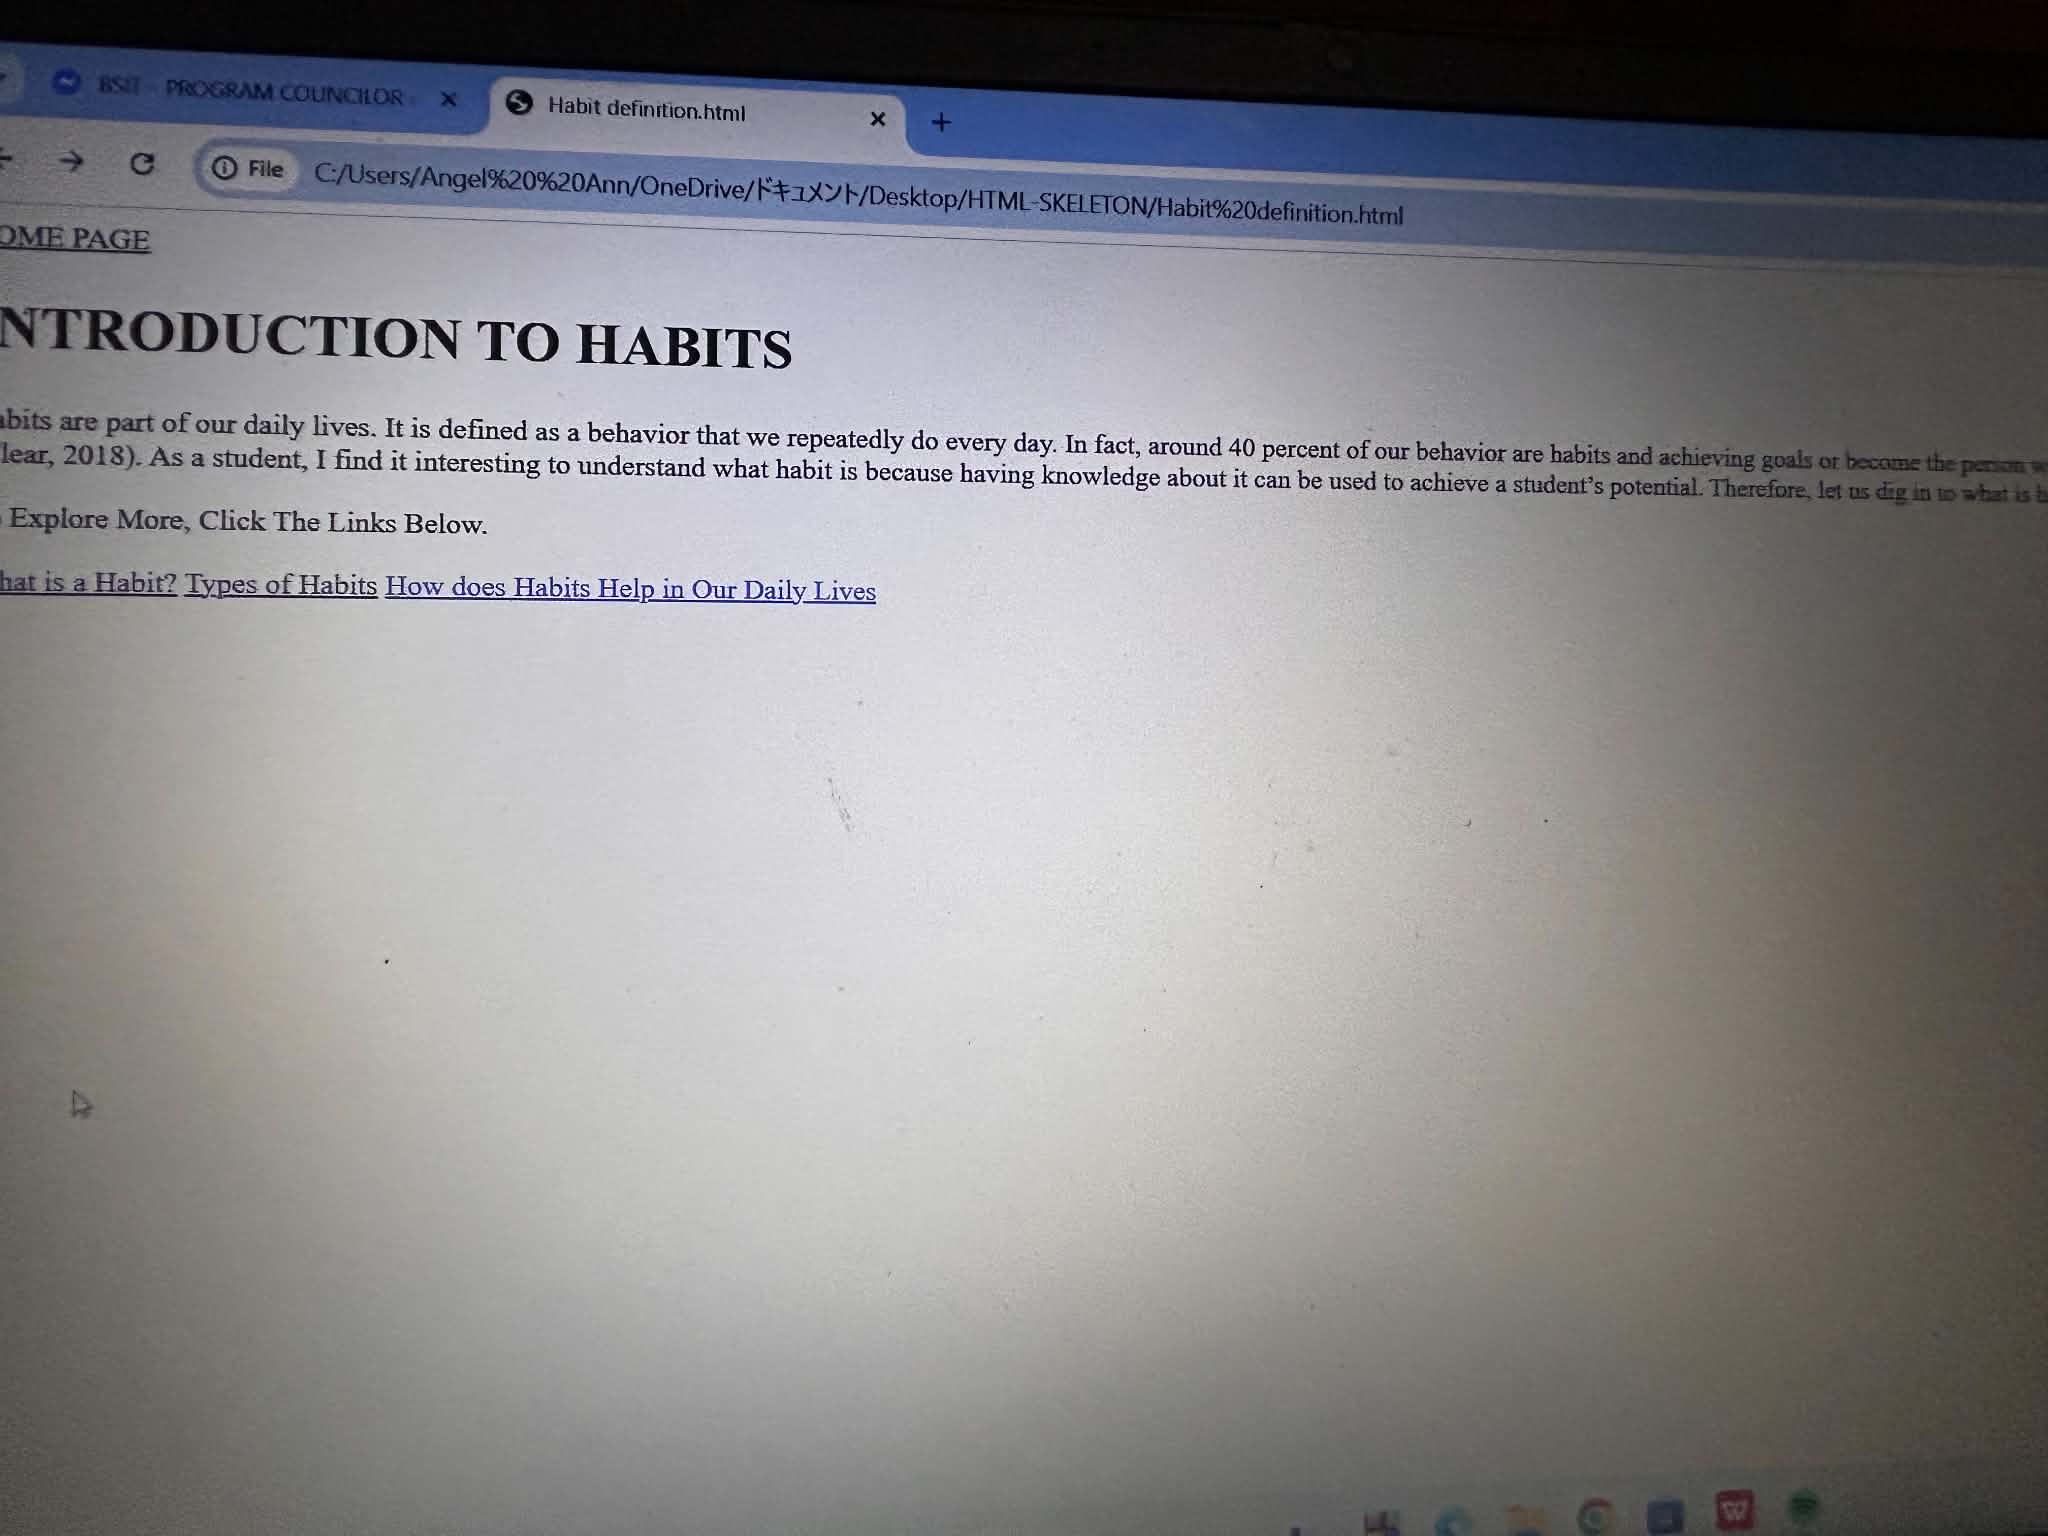 BSIT - PROGRAM COUNCILOR
Habit definition.html
File C:/Users/Angel%20%20Ann/OneDrive/ドキュメント/Desktop/HTML-SKELETON/Habit%20definition.html
OME PAGE
NTRODUCTION TO HABITS
abits are part of our daily lives. It is defined as a behavior that we repeatedly do every day. In fact, around 40 percent of our behavior are habits and achieving goals or become the person
lear, 2018). As a student, I find it interesting to understand what habit is because having knowledge about it can be used to achieve a student’s potential. Therefore, let us dig in to what is
Explore More, Click The Links Below.
hat is a Habit? Types of Habits How does Habits Help in Our Daily Lives
W